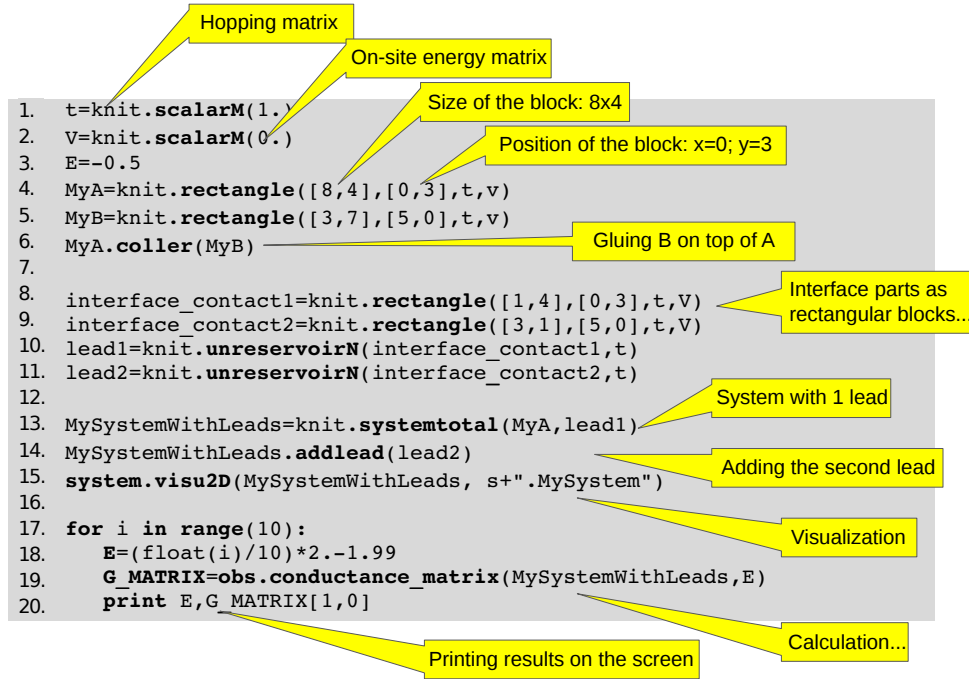 Hopping matrix
On-site energy matrix
Size of the block: 8x4
Position of the block: x=0; y=3
1. t=knit.scalarM(1.)
2. V=knit.scalarM(0.)
3. E=-0.5
4. MyA=knit.rectangle([8,4],[0,3],t,v)
5. MyB=knit.rectangle([3,7],[5,0],t,v)
6. MyA.coller(MyB)
Gluing B on top of A
7.
8. interface_contact1=knit.rectangle([1,4],[0,3],t,V)
9. interface_contact2=knit.rectangle([3,1],[5,0],t,V)
Interface parts as
rectangular blocks...
10. lead1=knit.unreservoirN(interface_contact1,t)
11. lead2=knit.unreservoirN(interface_contact2,t)
12.
System with 1 lead
13. MySystemWithLeads=knit.systemtotal(MyA,lead1)
14. MySystemWithLeads.addlead(lead2)
Adding the second lead
15. system.visu2D(MySystemWithLeads, s+".MySystem")
16.
Visualization
17. for i in range(10):
18. E=(float(i)/10)*2.-1.99
19. G_MATRIX=obs.conductance_matrix(MySystemWithLeads,E)
20. print E,G_MATRIX[1,0]
Calculation...
Printing results on the screen